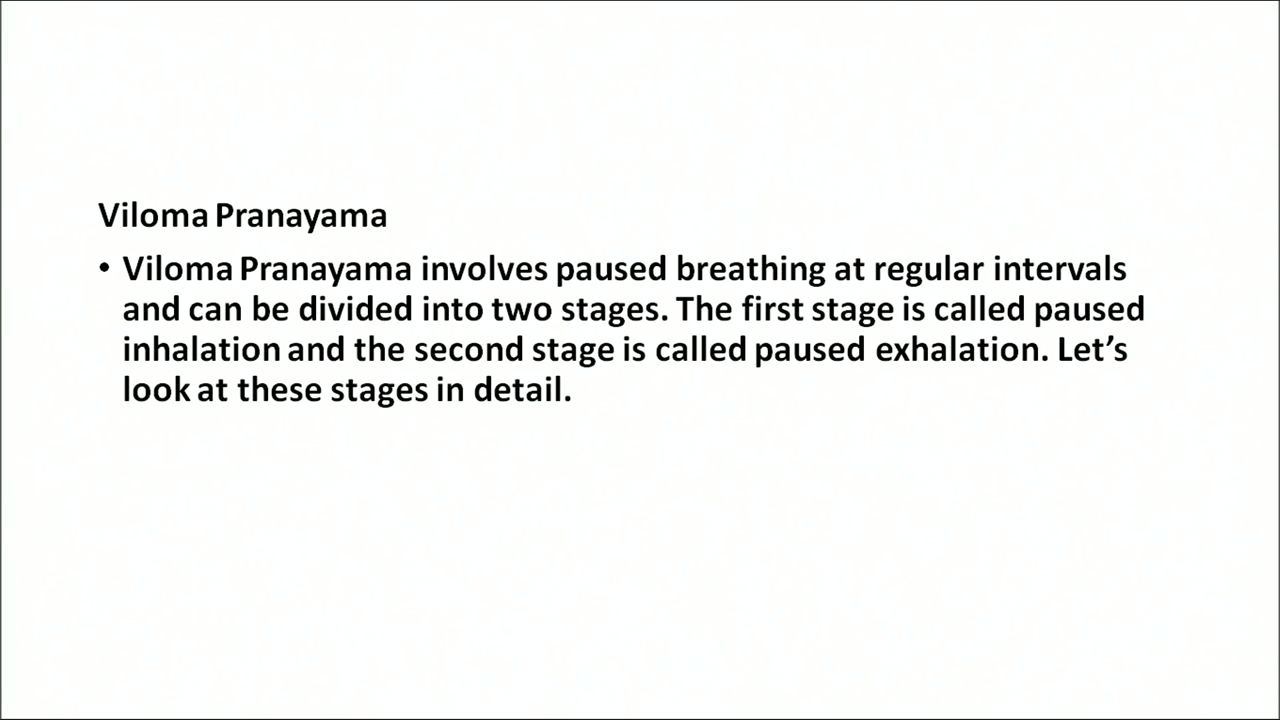 Viloma Pranayama
• Viloma Pranayama involves paused breathing at regular intervals
and can be divided into two stages. The first stage is called paused
inhalation and the second stage is called paused exhalation. Let’s
look at these stages in detail.